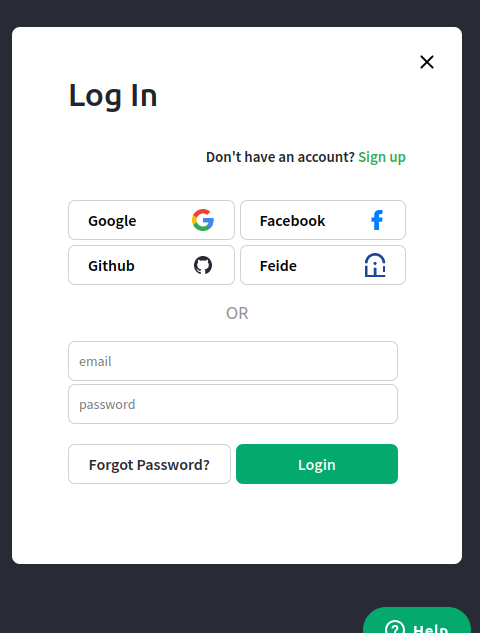 Log In
Don't have an account? Sign up
Google
Facebook
Github
Feide
OR
email
password
Forgot Password?
Login
Help